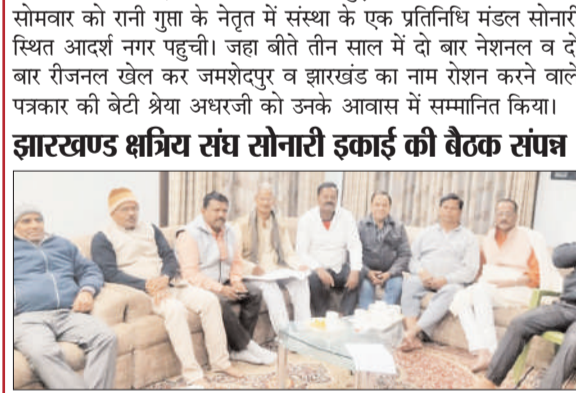 सोमवार को रानी गुप्ता के नेतृत में संस्था के एक प्रतिनिधि मंडल सोनारी
स्थित आदर्श नगर पहुची। जहा बीते तीन साल में दो बार नेशनल व दो
बार रीजनल खेल कर जमशेदपुर व झारखंड का नाम रोशन करने वाले
पत्रकार की बेटी श्रेया अधरजी को उनके आवास में सम्मानित किया।
झारखण्ड क्षत्रिय संघ सोनारी इकाई की बैठक संपन्न